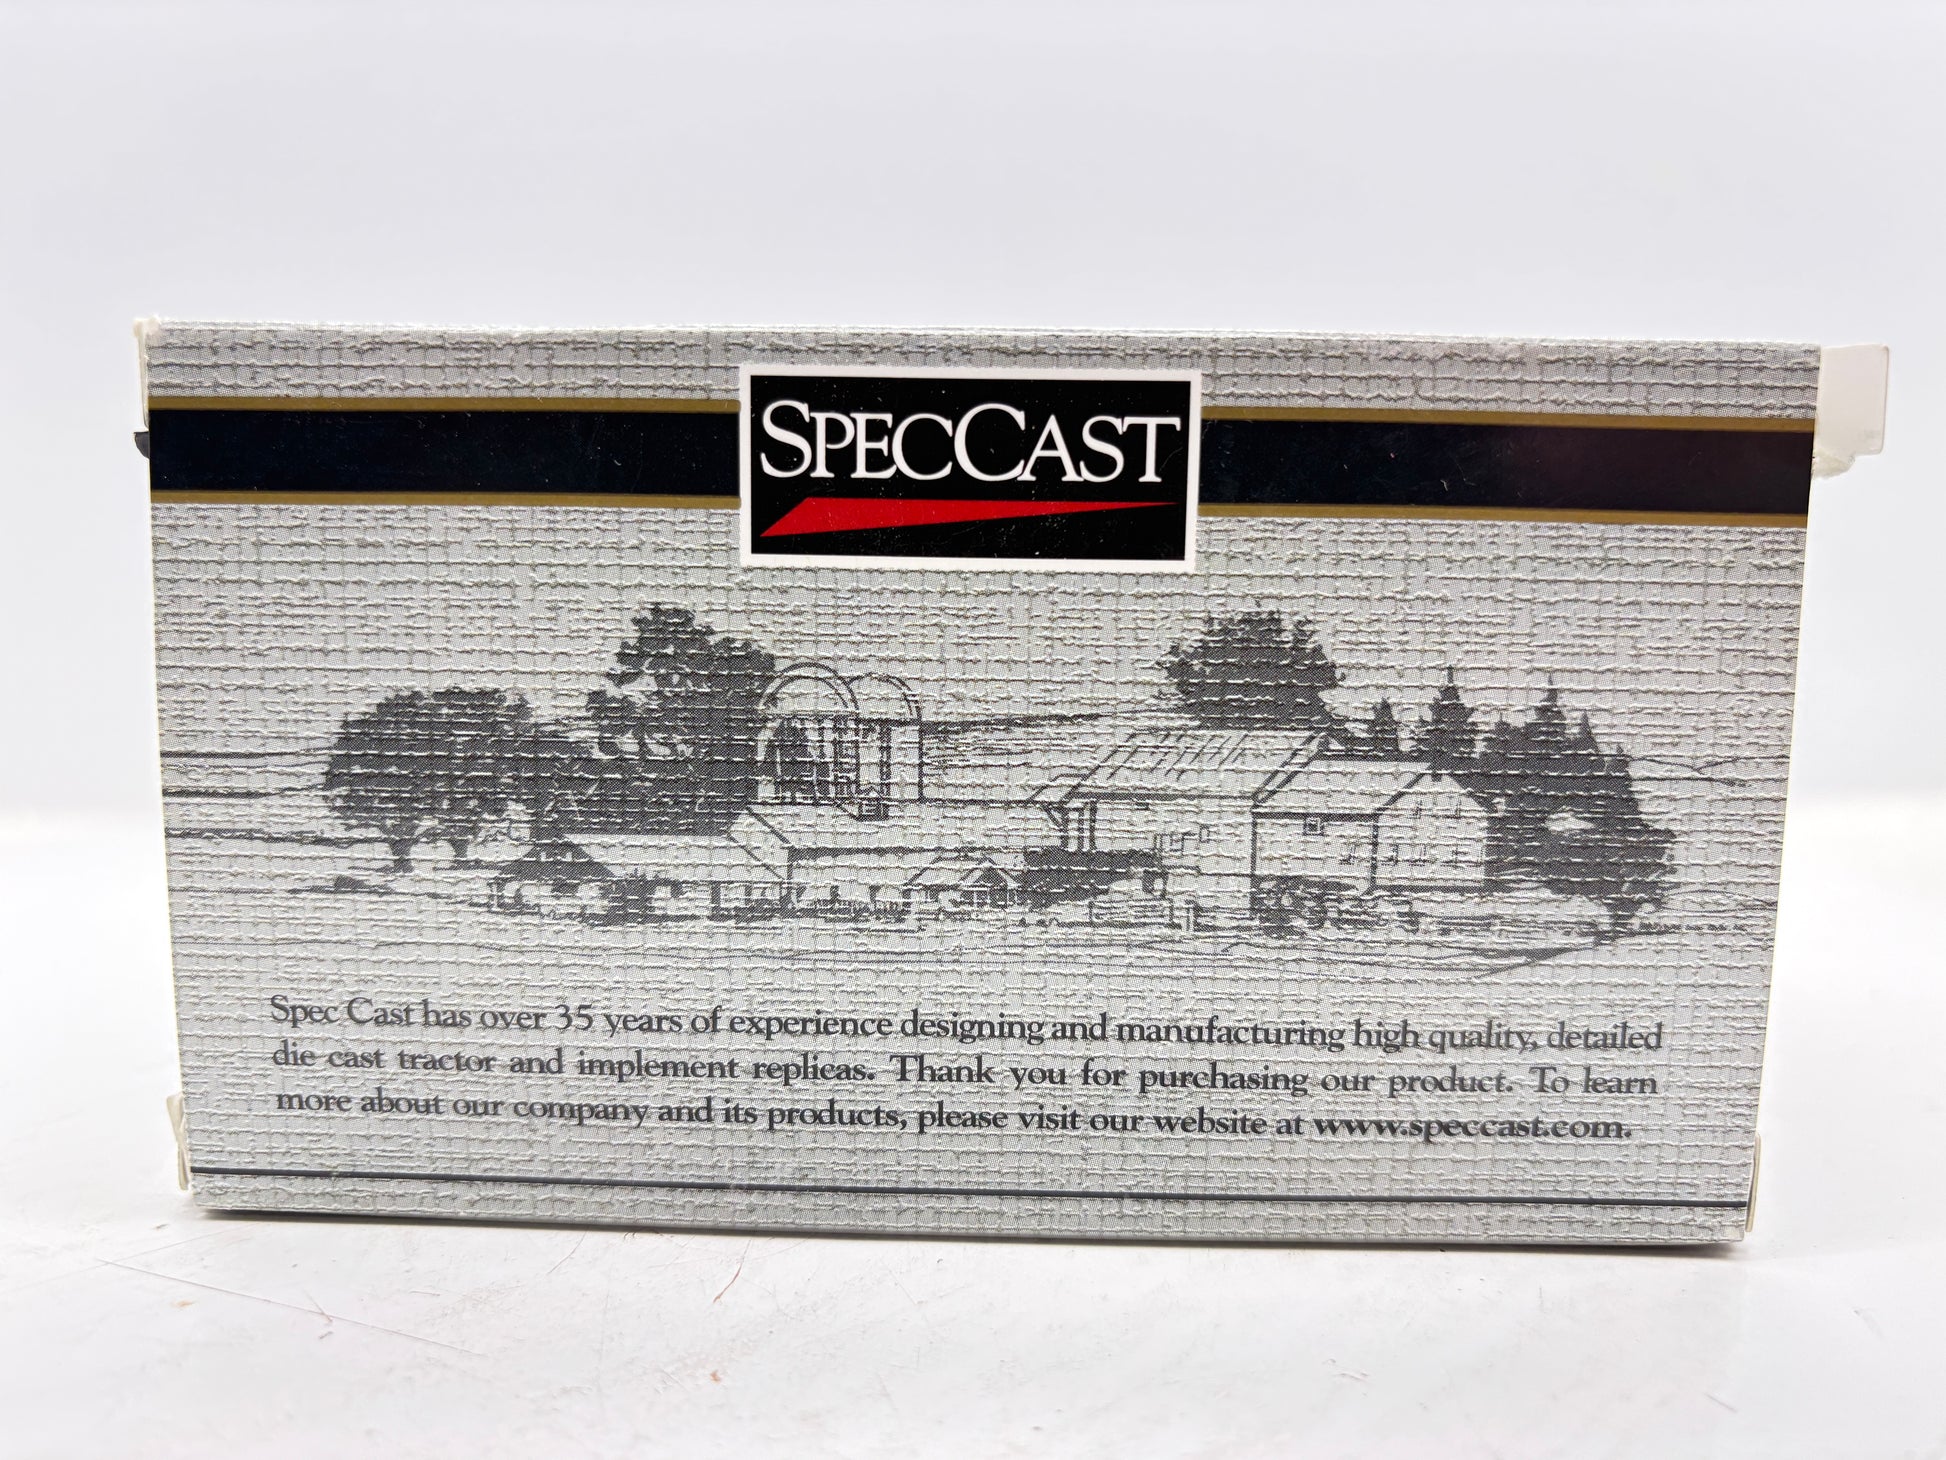 SPECCAST
Spec Cast has over 35 years of experience designing and manufacturing high quality, detailed
die cast tractor and implement replicas. Thank you for purchasing our product. To learn
more about our company and its products, please visit our website at www.speccast.com.